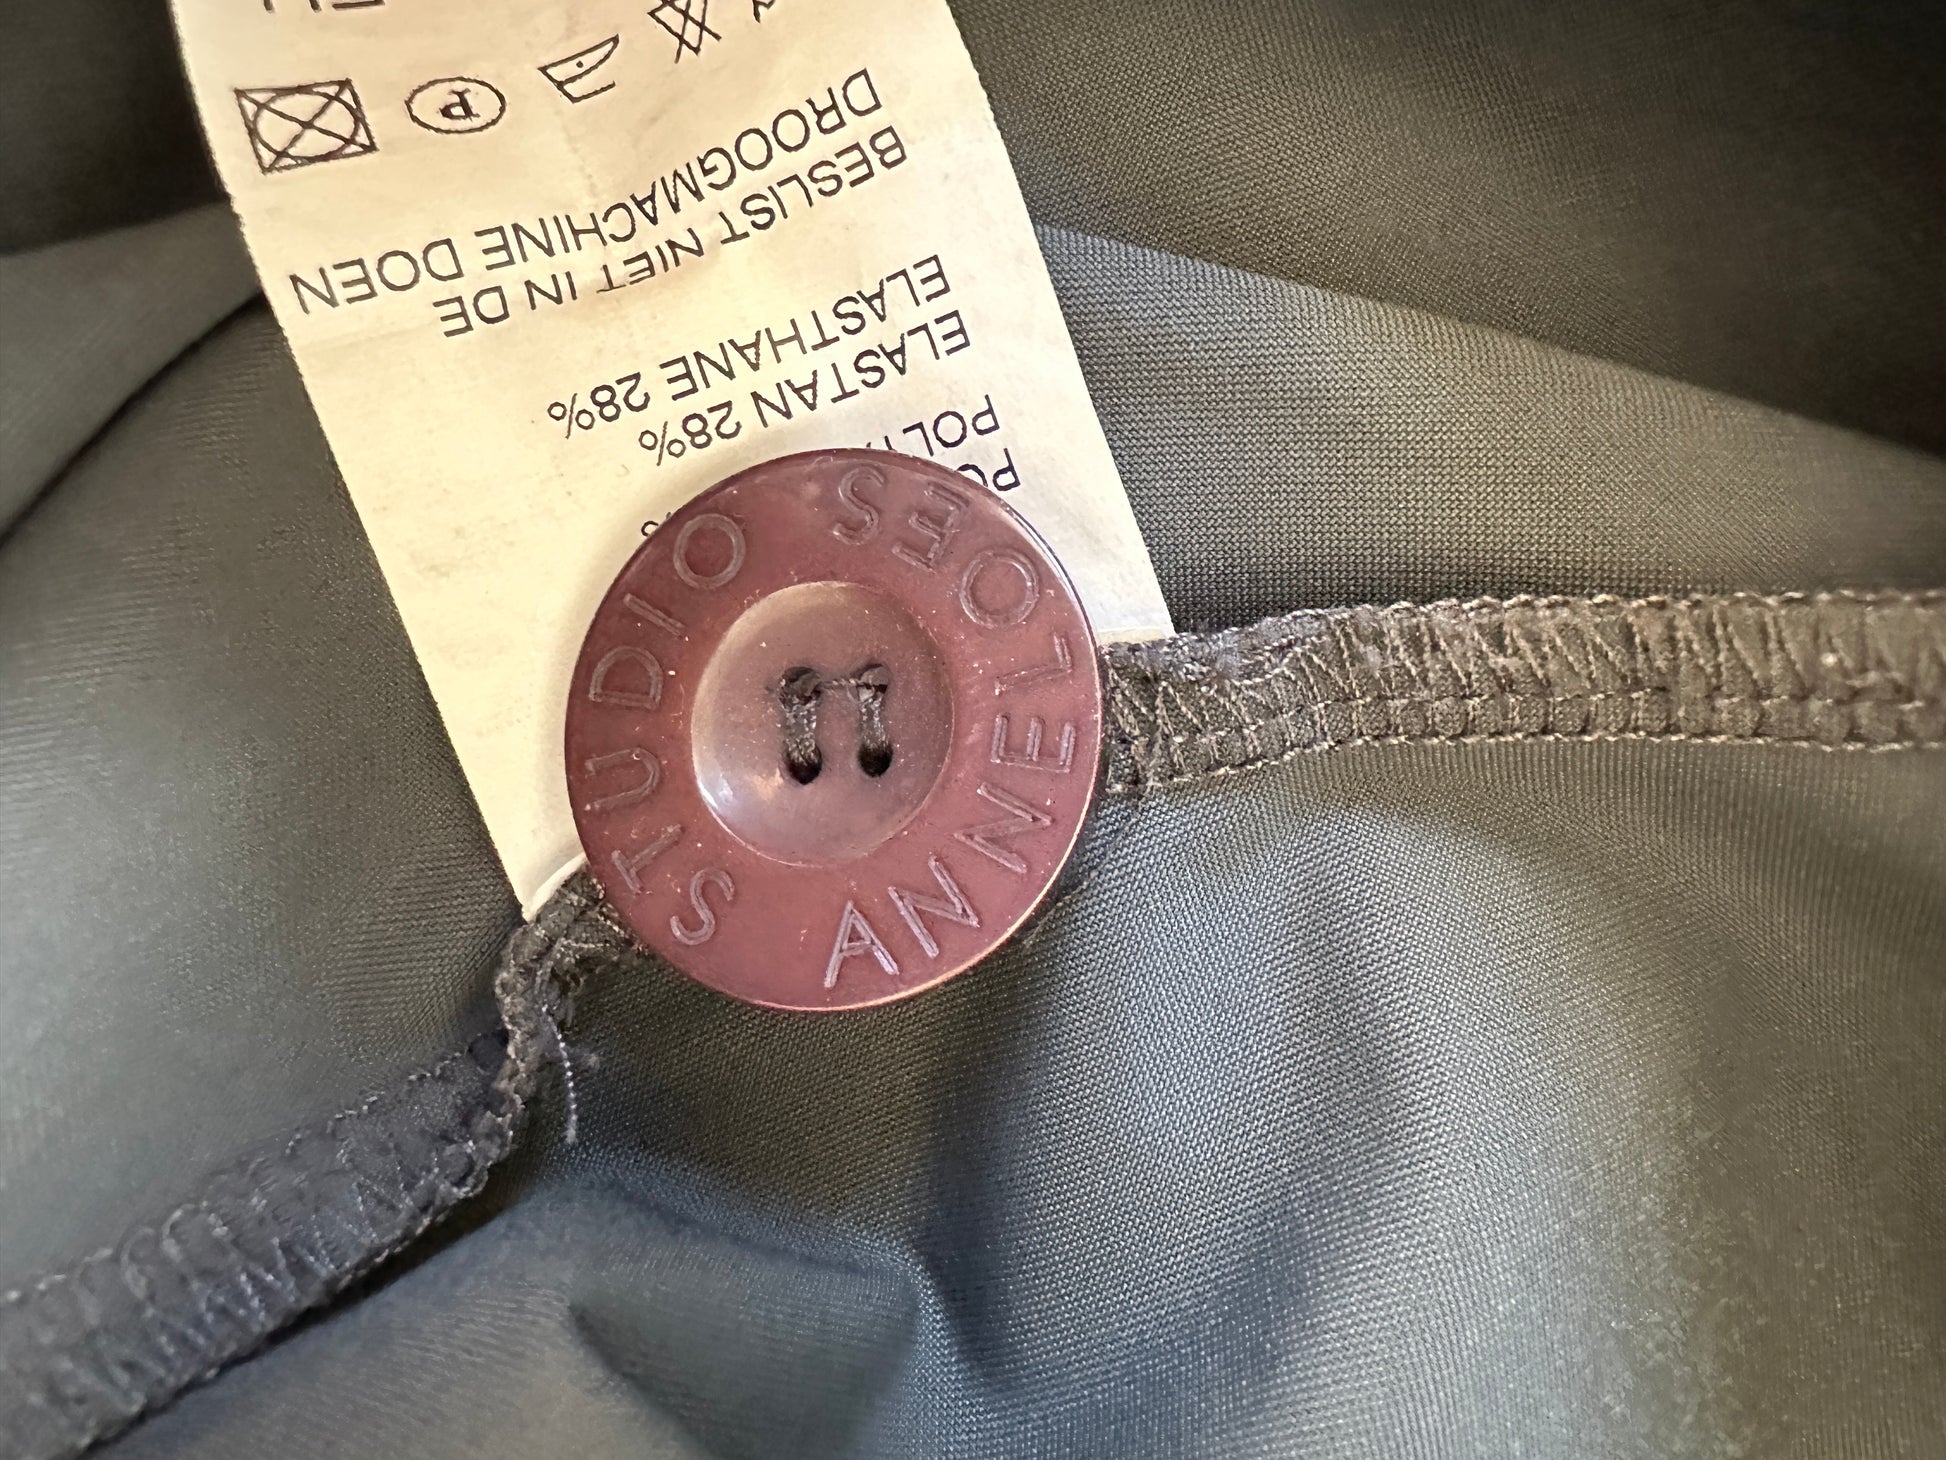 STUDIO ANNELOES
ELASTAN 28%
ELASTHANE 28%
BESLIST NIET IN DE
DROOGMACHINE DOEN
P